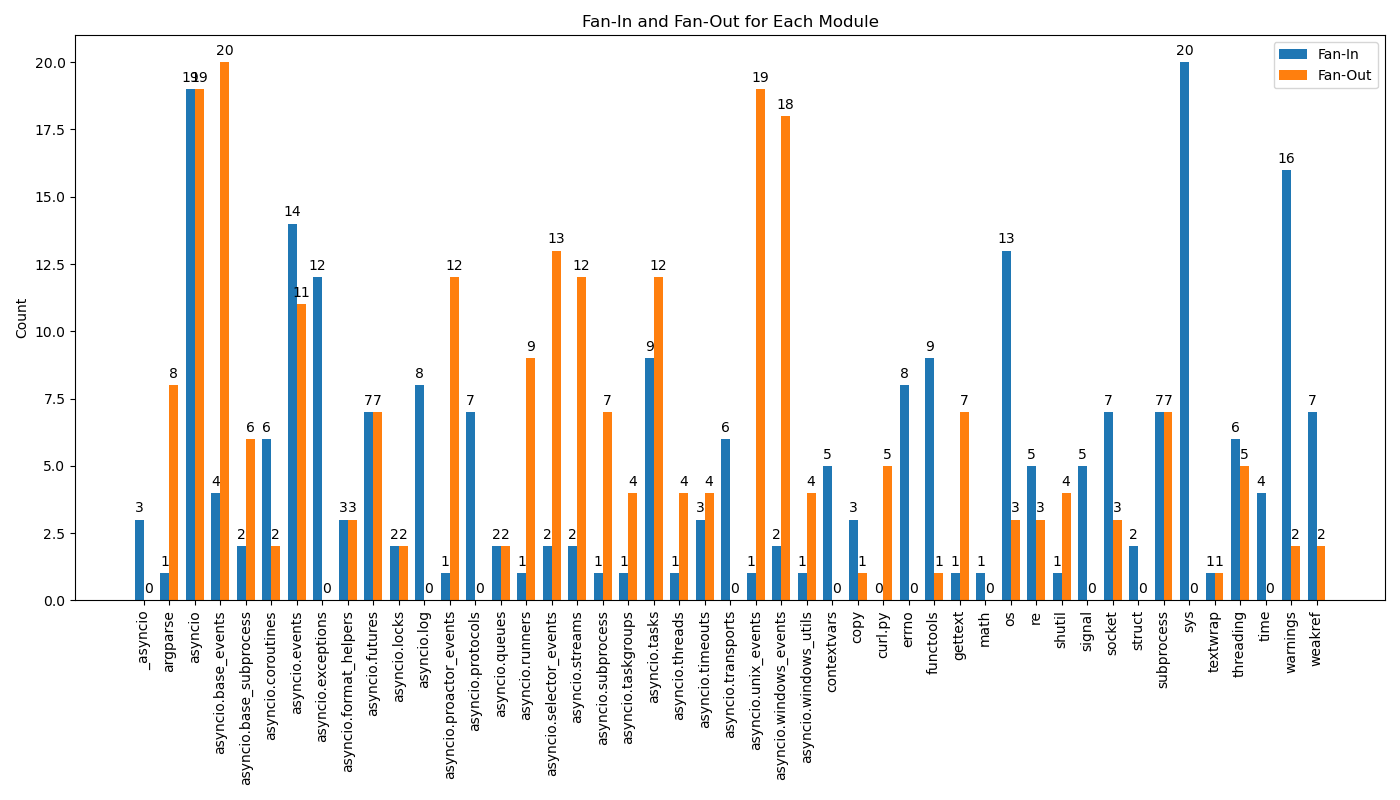 Fan-In and Fan-Out for Each Module
Fan-In
Fan-Out
Count
20.0
17.5
15.0
12.5
10.0
7.5
5.0
2.5
0.0
3 0
1 8
19 19
4 20
2 6
6 2
14 11
12 0
3 3
7 7
2 2
8 0
1 12
7 0
2 2
1 9
2 13
2 12
1 7
1 4
9 12
1 4
3 4
6 0
1 19
2 18
1 4
5 0
3 1
0 5
8 0
9 1
1 7
1 0
13 3
5 3
1 4
5 0
7 3
2 0
7 7
20 0
1 1
6 5
4 0
16 2
7 2
_asyncio
argparse
asyncio
asyncio.base_events
asyncio.base_subprocess
asyncio.coroutines
asyncio.events
asyncio.exceptions
asyncio.format_helpers
asyncio.futures
asyncio.locks
asyncio.log
asyncio.proactor_events
asyncio.protocols
asyncio.queues
asyncio.runners
asyncio.selector_events
asyncio.streams
asyncio.subprocess
asyncio.taskgroups
asyncio.tasks
asyncio.threads
asyncio.timeouts
asyncio.transports
asyncio.unix_events
asyncio.windows_events
asyncio.windows_utils
contextvars
copy
curl.py
errno
functools
gettext
math
os
re
shutil
signal
socket
struct
subprocess
sys
textwrap
threading
time
warnings
weakref